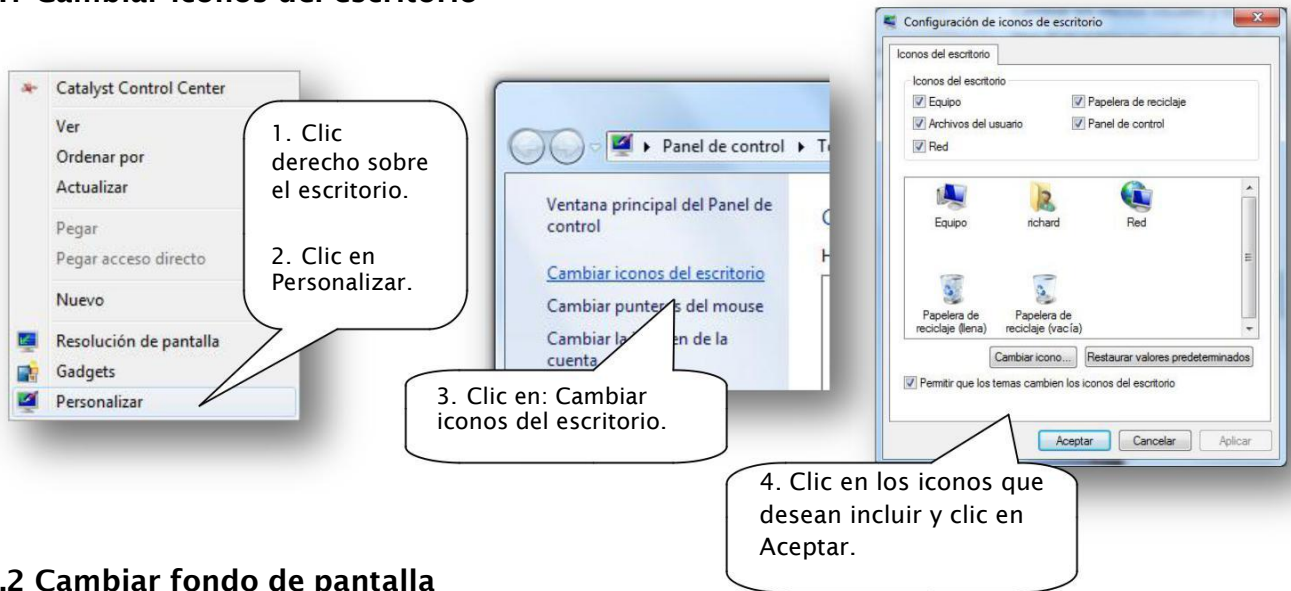 Cambiar iconos del escritorio
Catalyst Control Center
Ver
Ordenar por
Actualizar
Pegar
Pegar acceso directo
Nuevo
Resolución de pantalla
Gadgets
Personalizar
1. Clic
derecho sobre
el escritorio.
2. Clic en
Personalizar.
Panel de control
Ventana principal del Panel de
control
Cambiar iconos del escritorio
Cambiar punteros del mouse
Cambiar la en de la
cuenta
3. Clic en: Cambiar
iconos del escritorio.
Configuración de iconos de escritorio
Iconos del escritorio
Iconos del escritorio
Equipo
Papelera de reciclaje
Archivos del usuario
Panel de control
Red
Equipo
richard
Red
Papelera de
reciclaje (llena)
Papelera de
reciclaje (vacía)
Cambiar icono...
Restaurar valores predeterminados
Permitir que los temas cambien los iconos del escritorio
Aceptar
Cancelar
Aplicar
4. Clic en los iconos que
desean incluir y clic en
Aceptar.
.2 Cambiar fondo de pantalla